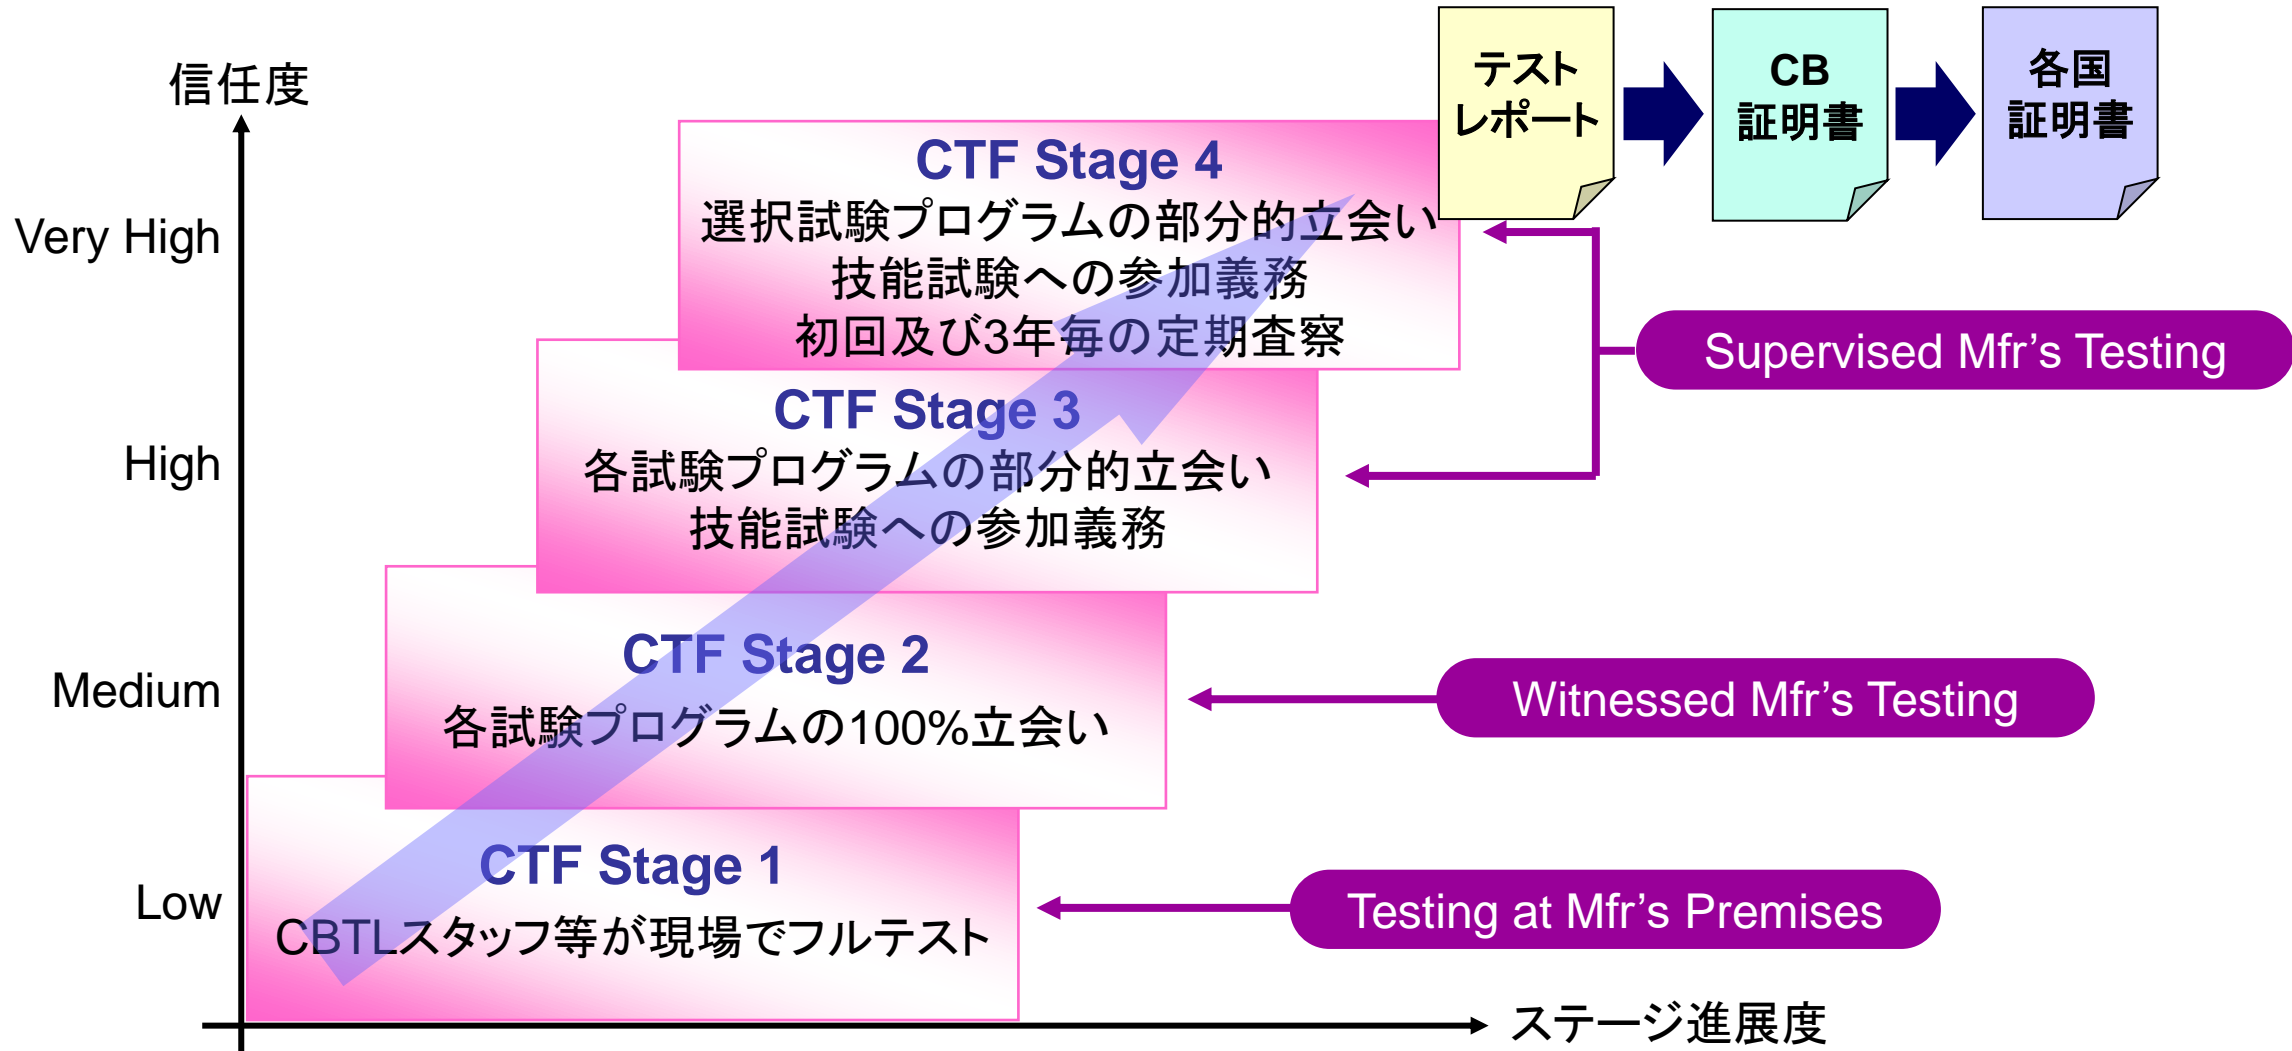 信任度
テスト
レポート
CB
証明書
各国
証明書
Very High
CTF Stage 4
選択試験プログラムの部分的立会い
技能試験への参加義務
初回及び3年毎の定期査察
Supervised Mfr’s Testing
High
CTF Stage 3
各試験プログラムの部分的立会い
技能試験への参加義務
Medium
CTF Stage 2
各試験プログラムの100%立会い
Witnessed Mfr’s Testing
Low
CTF Stage 1
CBTLスタッフ等が現場でフルテスト
Testing at Mfr’s Premises
ステージ進展度